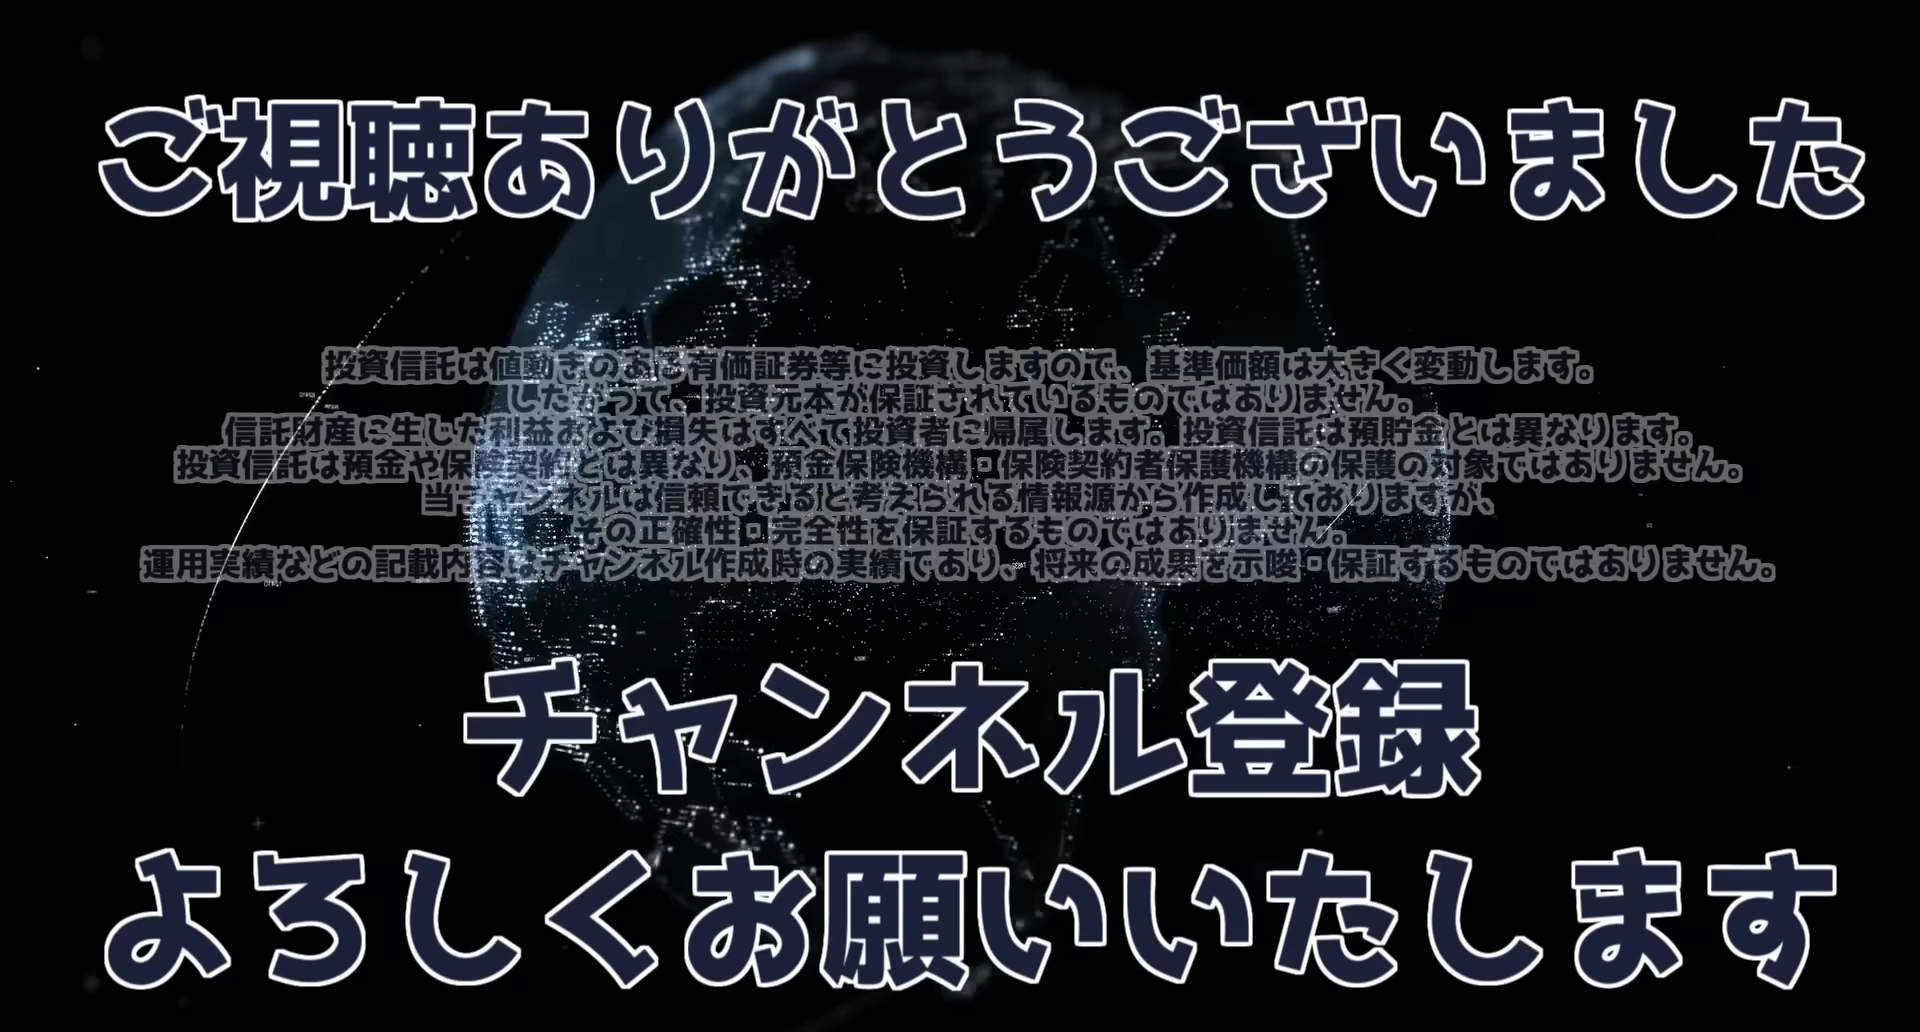 ご視聴ありがとうございました
投資信託は値動きのある有価証券等に投資しますので、基準価額は大きく変動します。
したがって、投資元本が保証されているものではありません。
信託財産に生じた利益および損失はすべて投資者に帰属します。投資信託は預貯金とは異なります。
投資信託は預金や保険契約とは異なり、預金保険機構・保険契約者保護機構の保護の対象ではありません。
当チャンネルは信頼できると考えられる情報源から作成しておりますが、
その正確性・完全性を保証するものではありません。
運用実績などの記載内容はチャンネル作成時の実績であり、将来の成果を示唆・保証するものではありません。
チャンネル登録
よろしくお願いいたします